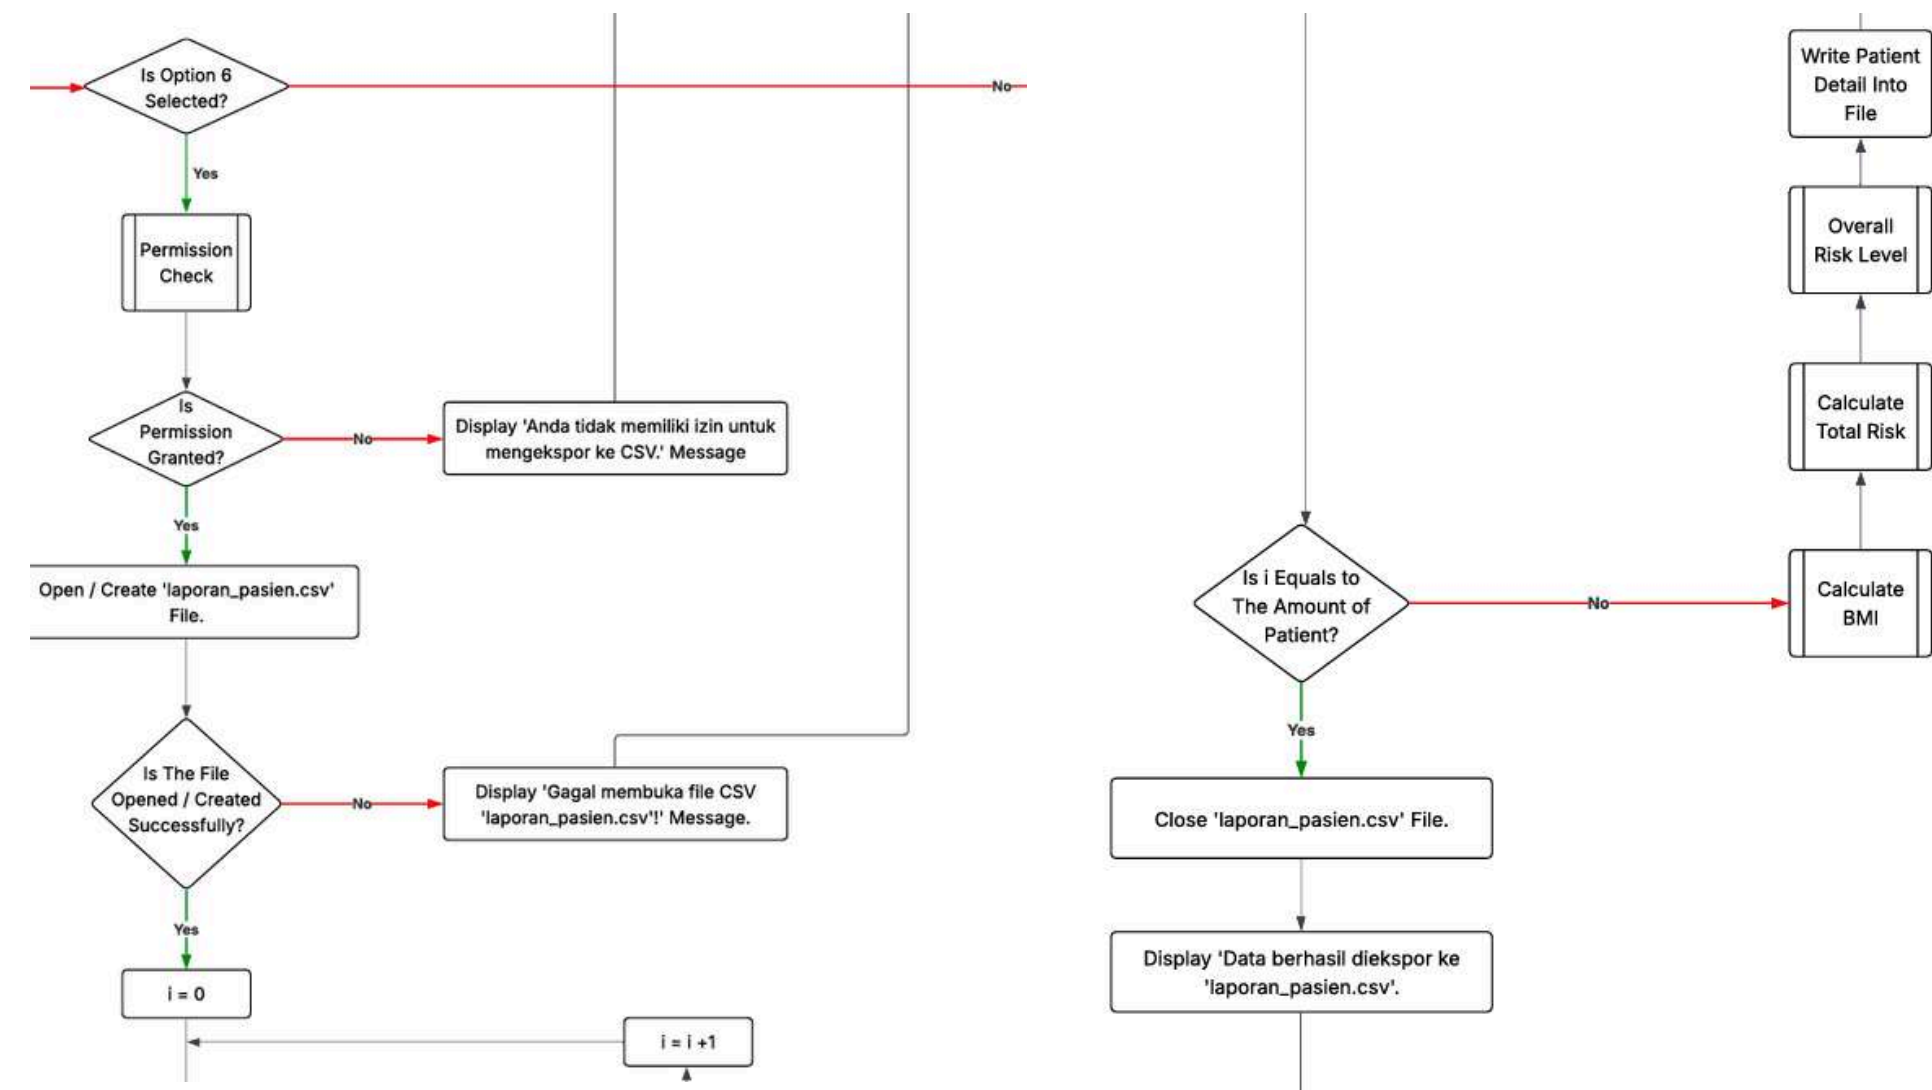 Is Option 6
Selected?
No
Yes
Permission
Check
Is
Permission
Granted?
No
Display 'Anda tidak memiliki izin untuk
mengekspor ke CSV.' Message
Yes
Open / Create 'laporan_pasien.csv'
File.
Is The File
Opened / Created
Successfully?
No
Display 'Gagal membuka file CSV
'laporan_pasien.csv'!' Message.
Yes
i = 0
i = i +1
Write Patient
Detail Into
File
Overall
Risk Level
Calculate
Total Risk
Calculate
BMI
Is i Equals to
The Amount of
Patient?
No
Yes
Close 'laporan_pasien.csv' File.
Display 'Data berhasil diekspor ke
'laporan_pasien.csv'.